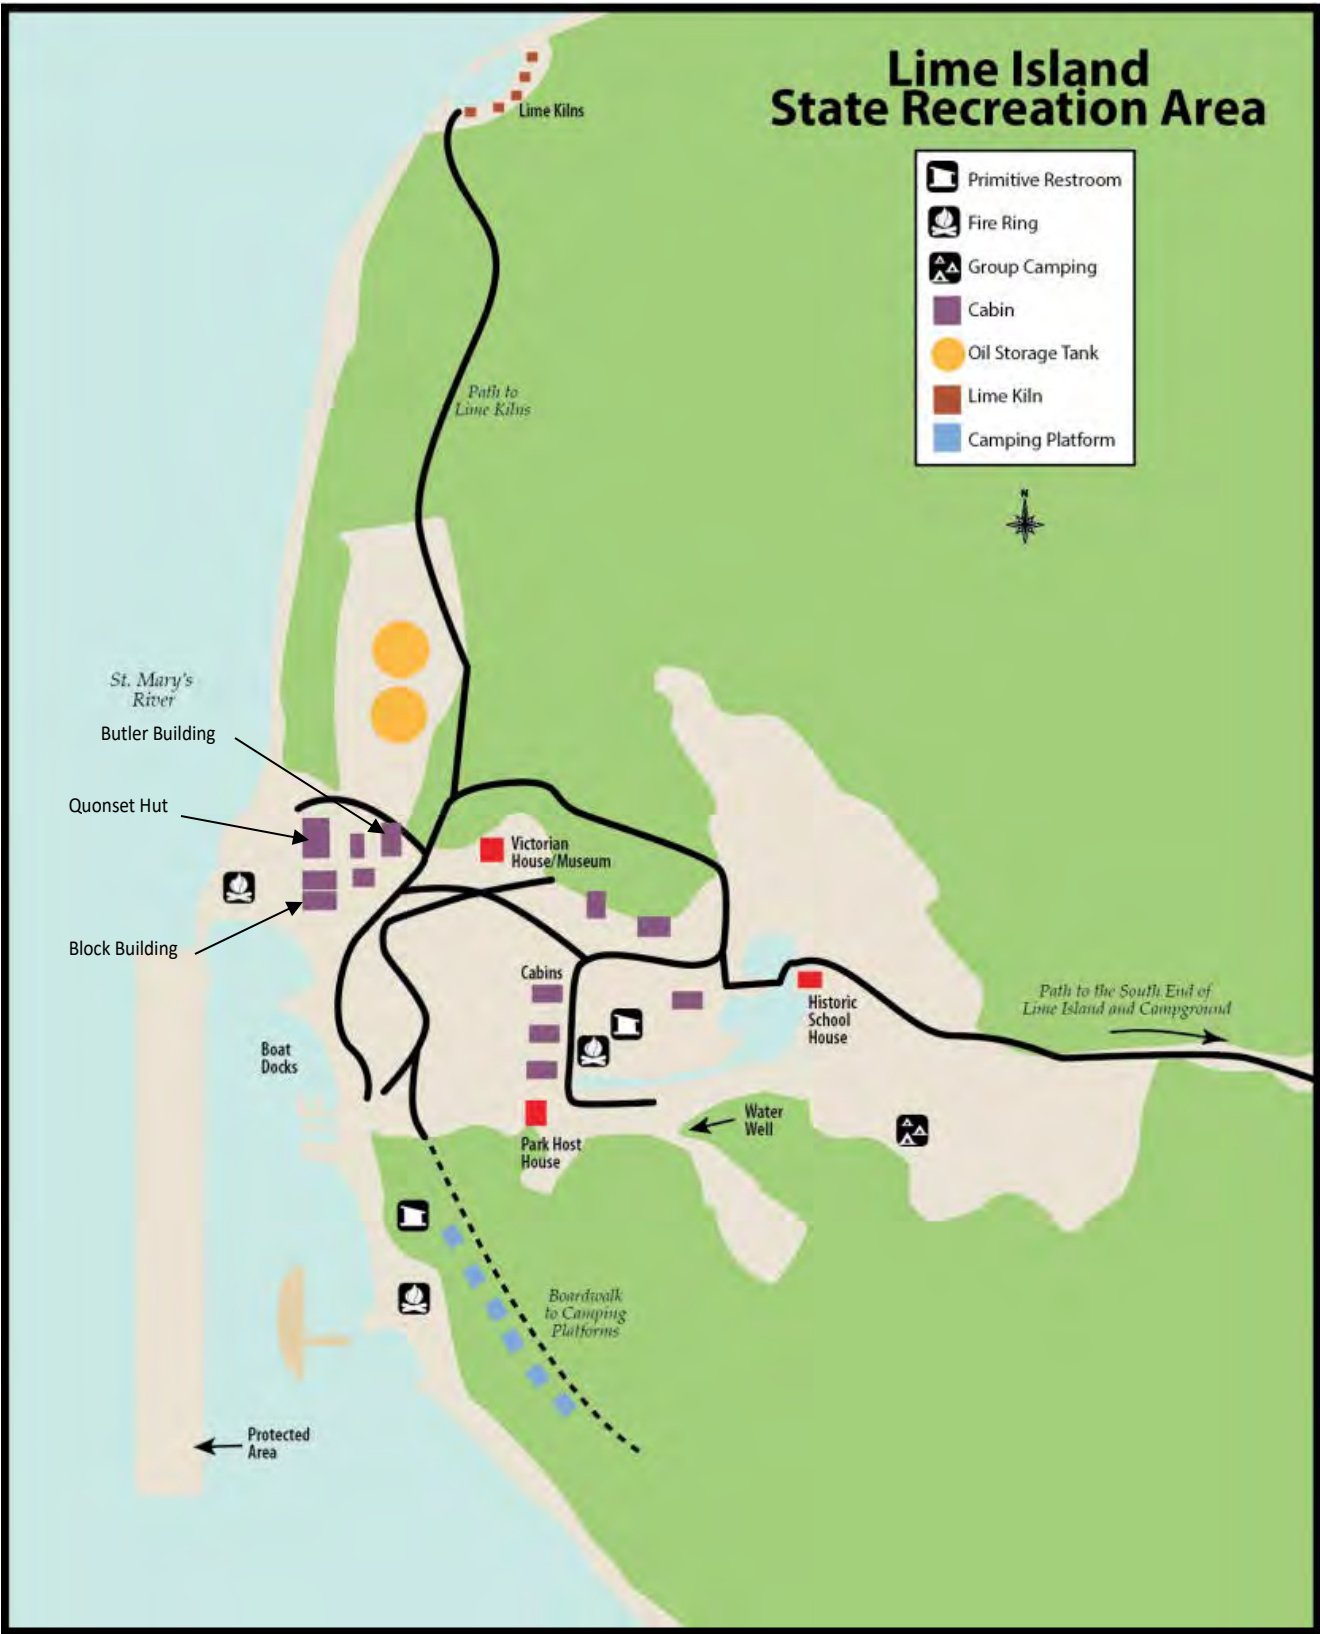 Lime Island
State Recreation Area
Primitive Restroom
Fire Ring
Group Camping
Cabin
Oil Storage Tank
Lime Kiln
Camping Platform
N
Lime Kilns
Path to
Lime Kilns
St. Mary's
River
Butler Building
Quonset Hut
Block Building
Victorian
House/Museum
Cabins
Historic
School
House
Path to the South End of
Lime Island and Campground
Boat
Docks
Water
Well
Park Host
House
Boardwalk
to Camping
Platforms
Protected
Area